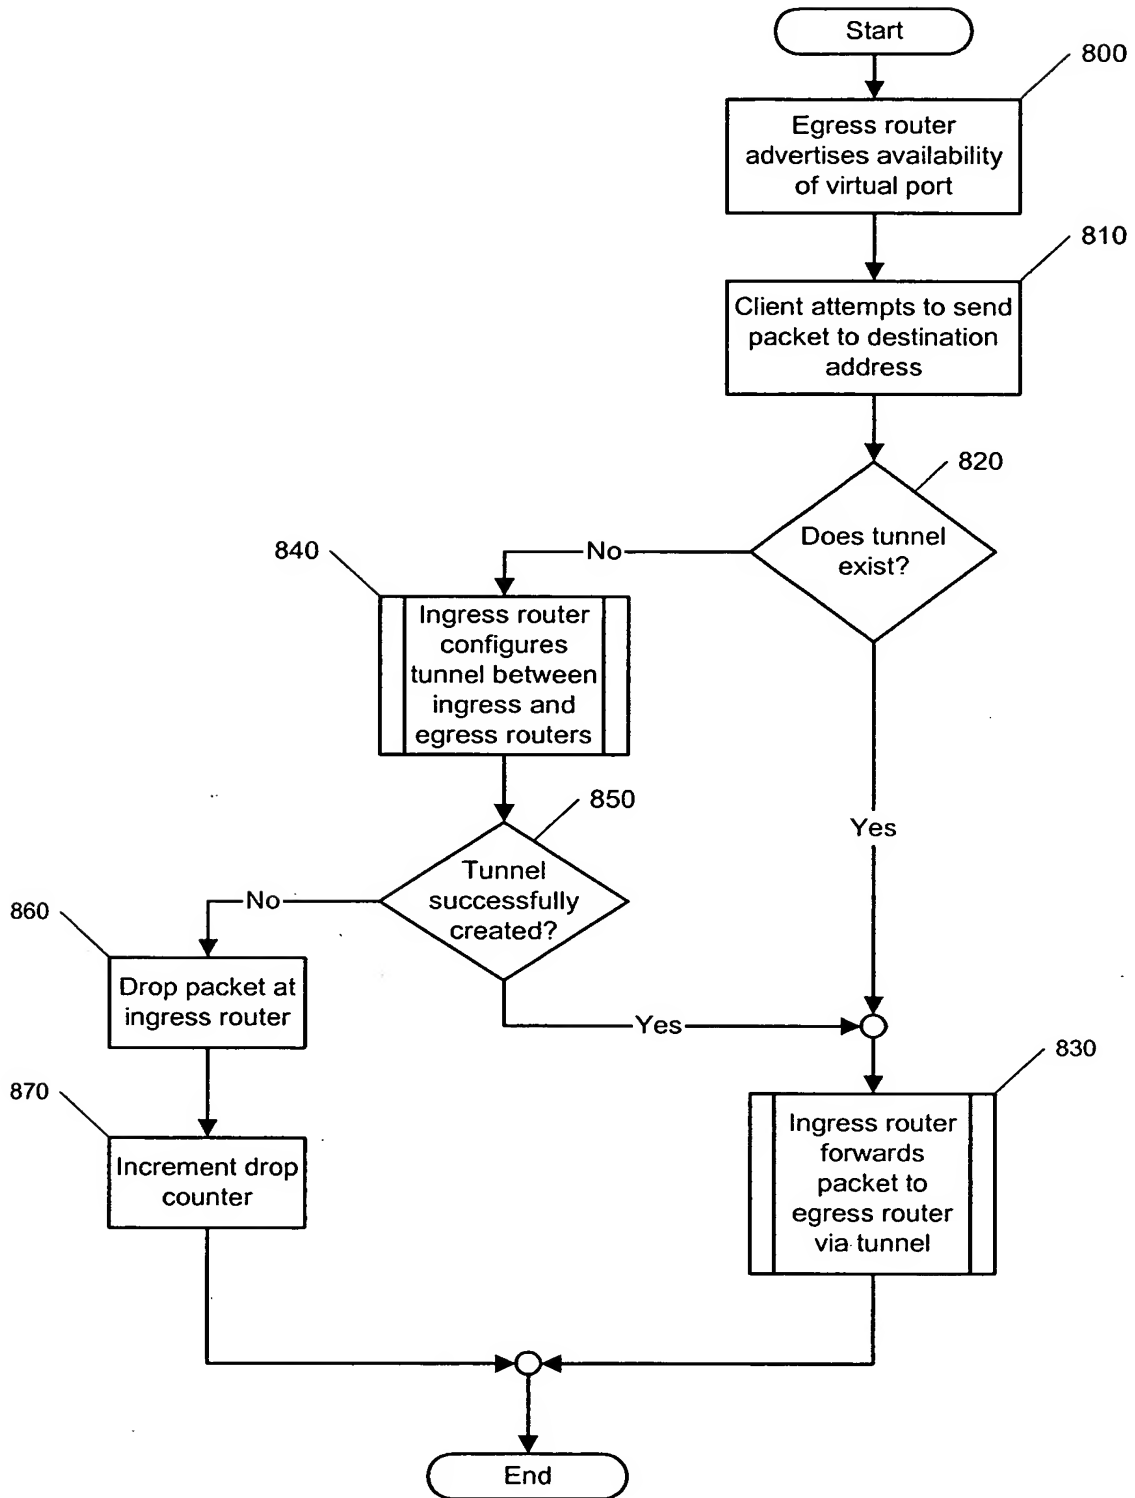 Start
800
Egress router
advertises availability
of virtual port
810
Client attempts to send
packet to destination
address
820
Does tunnel
exist?
No
840
Ingress router
configures
tunnel between
ingress and
egress routers
Yes
850
Tunnel
successfully
created?
No
860
Drop packet at
ingress router
Yes
830
Ingress router
forwards
packet to
egress router
via tunnel
870
Increment drop
counter
End